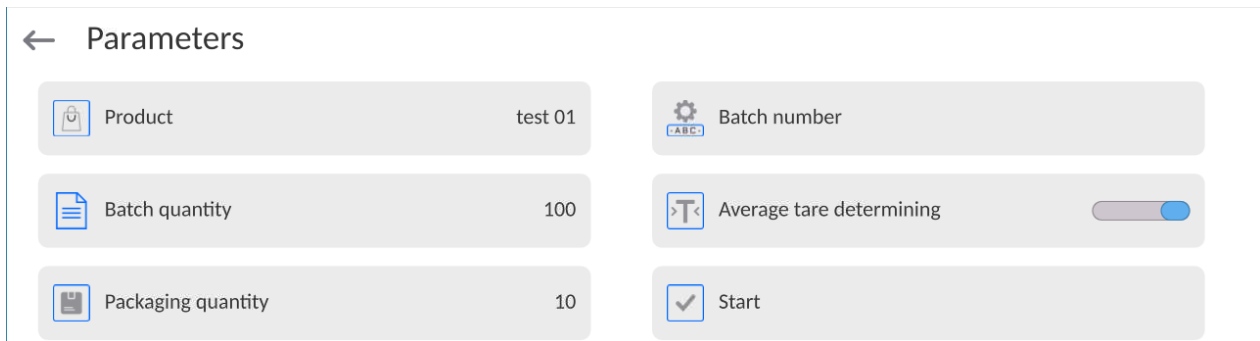 Parameters
Product test 01
-ABC- Batch number
Batch quantity 100
>T< Average tare determining
Packaging quantity 10
Start